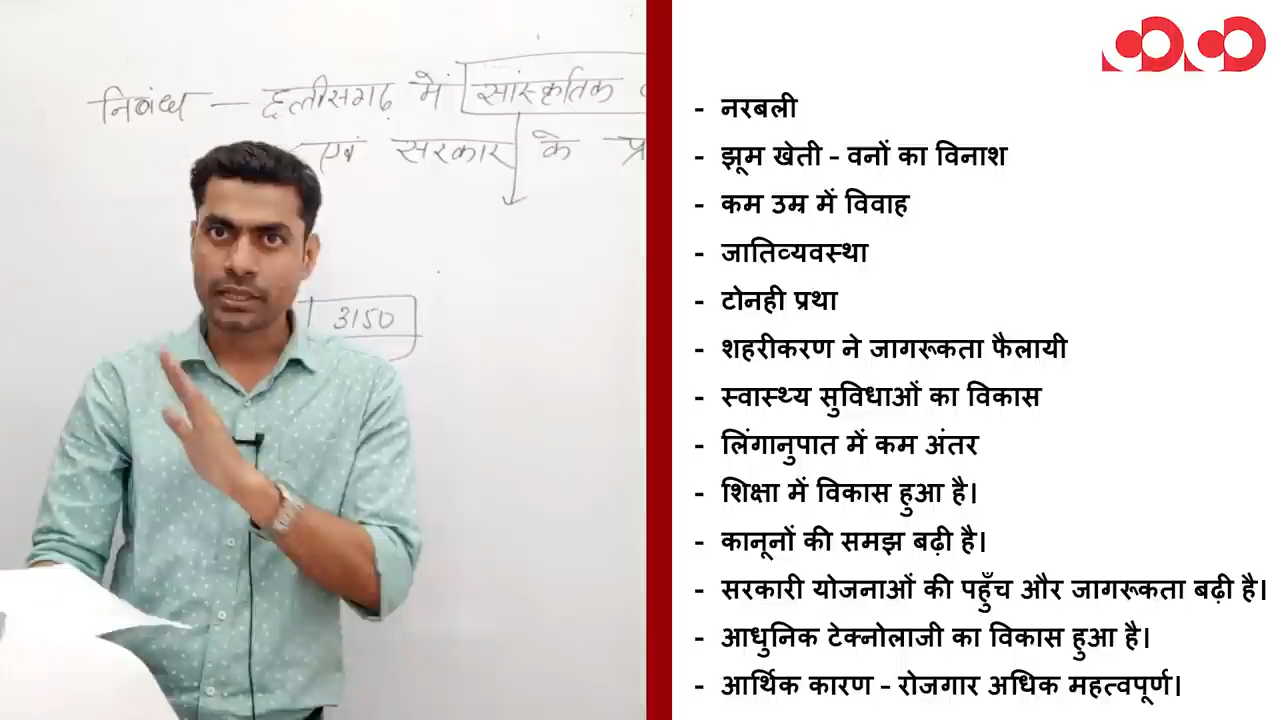 निबंध – छत्तीसगढ़ में सांस्कृतिक
एवं सरकार के प्र
3150
- नरबली
- झूम खेती - वनों का विनाश
- कम उम्र में विवाह
- जातिव्यवस्था
- टोनही प्रथा
- शहरीकरण ने जागरूकता फैलायी
- स्वास्थ्य सुविधाओं का विकास
- लिंगानुपात में कम अंतर
- शिक्षा में विकास हुआ है।
- कानूनों की समझ बढ़ी है।
- सरकारी योजनाओं की पहुँच और जागरूकता बढ़ी है।
- आधुनिक टेक्नोलाजी का विकास हुआ है।
- आर्थिक कारण - रोजगार अधिक महत्वपूर्ण।